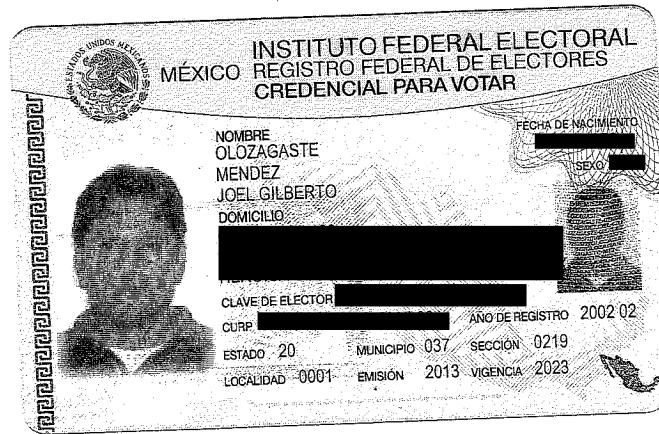 ESTADOS UNIDOS MEXICANOS
MÉXICO
INSTITUTO FEDERAL ELECTORAL
REGISTRO FEDERAL DE ELECTORES
CREDENCIAL PARA VOTAR
NOMBRE
OLOZAGASTE
MENDEZ
JOEL GILBERTO
FECHA DE NACIMIENTO
SEXO
DOMICILIO
CLAVE DE ELECTOR
CURP
AÑO DE REGISTRO 2002 02
ESTADO 20 MUNICIPIO 037 SECCIÓN 0219
LOCALIDAD 0001 EMISIÓN 2013 VIGENCIA 2023